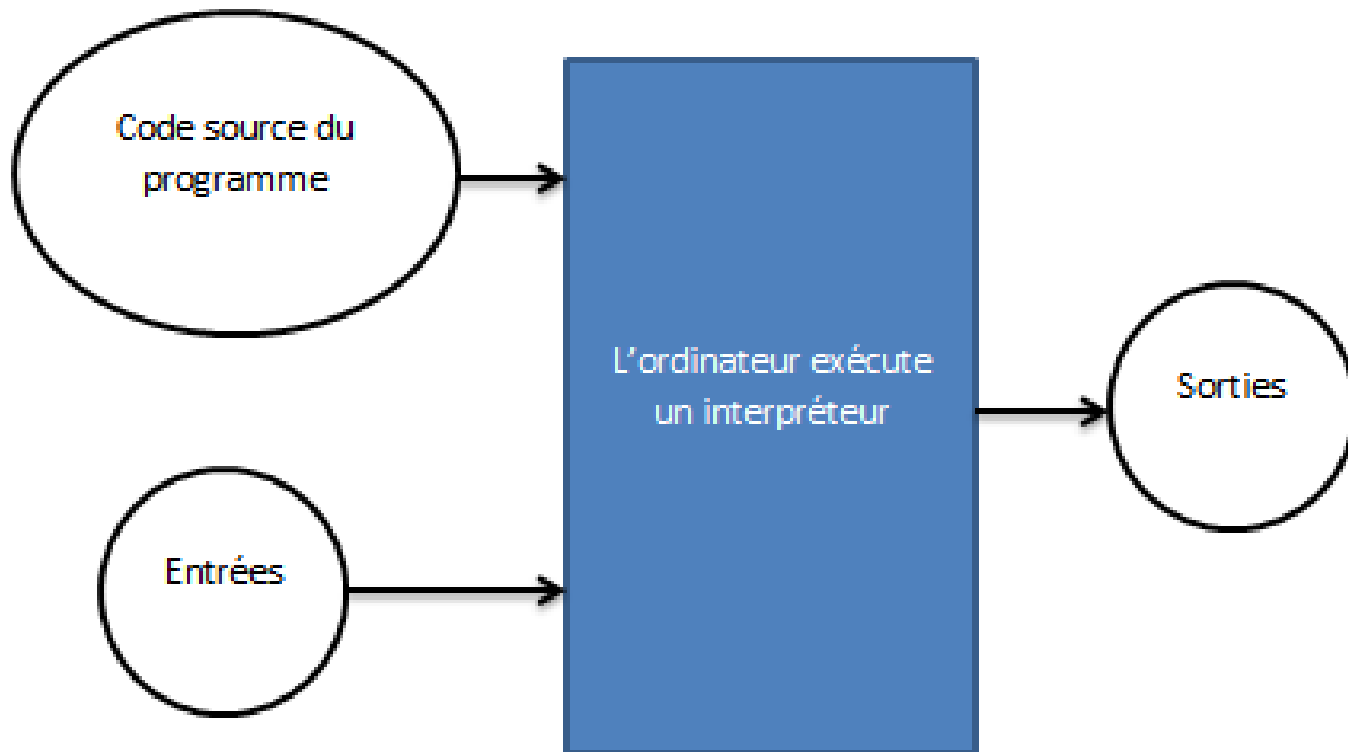 Code source du
programme
L'ordinateur exécute
un interpréteur
Sorties
Entrées